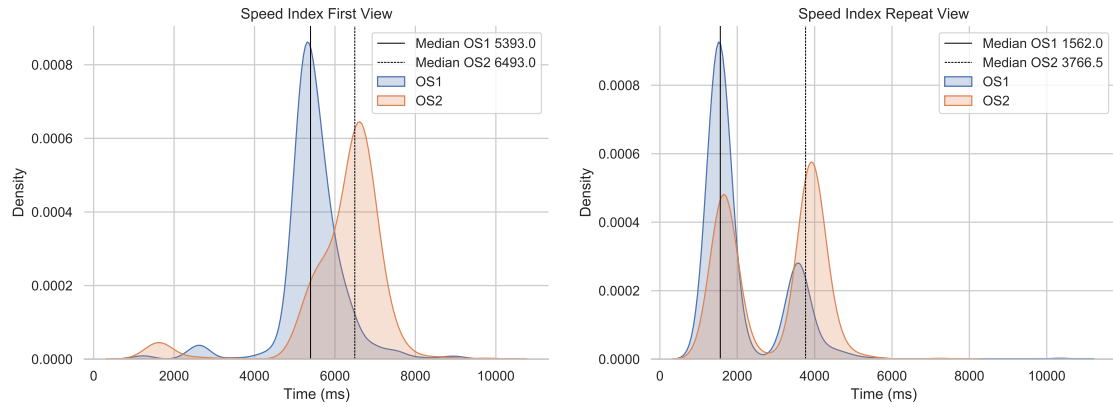 Speed Index First View
Median OS1 5393.0
Median OS2 6493.0
OS1
OS2
0.0008
0.0006
0.0004
0.0002
0.0000
Density
0 2000 4000 6000 8000 10000
Time (ms)
Speed Index Repeat View
Median OS1 1562.0
Median OS2 3766.5
OS1
OS2
0.0008
0.0006
0.0004
0.0002
0.0000
Density
0 2000 4000 6000 8000 10000
Time (ms)